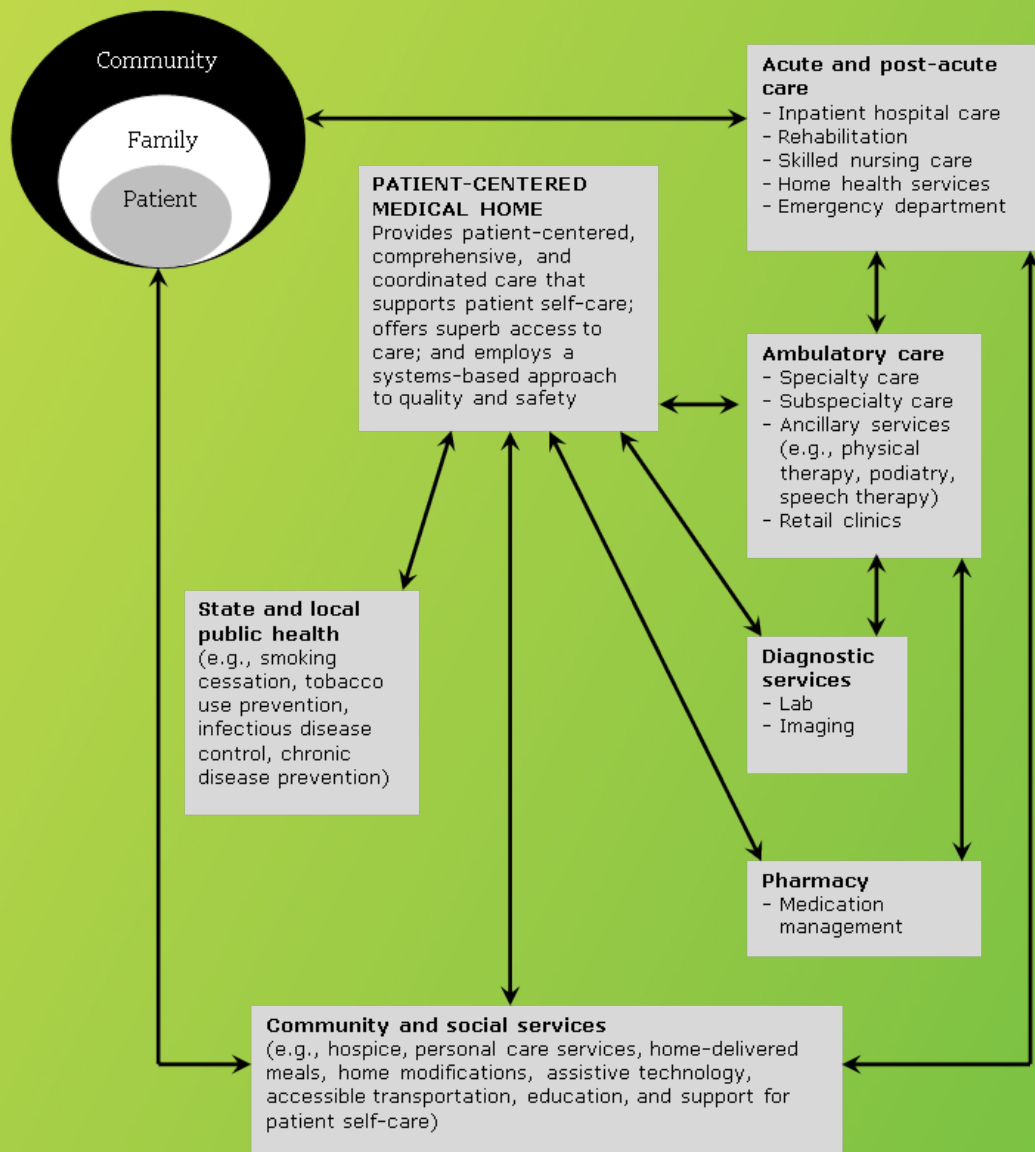 Community
Family
Patient
Acute and post-acute
care
- Inpatient hospital care
- Rehabilitation
- Skilled nursing care
- Home health services
- Emergency department
PATIENT-CENTERED
MEDICAL HOME
Provides patient-centered,
comprehensive, and
coordinated care that
supports patient self-care;
offers superb access to
care; and employs a
systems-based approach
to quality and safety
Ambulatory care
- Specialty care
- Subspecialty care
- Ancillary services
(e.g., physical
therapy, podiatry,
speech therapy)
- Retail clinics
State and local
public health
(e.g., smoking
cessation, tobacco
use prevention,
infectious disease
control, chronic
disease prevention)
Diagnostic
services
- Lab
- Imaging
Pharmacy
- Medication
management
Community and social services
(e.g., hospice, personal care services, home-delivered
meals, home modifications, assistive technology,
accessible transportation, education, and support for
patient self-care)